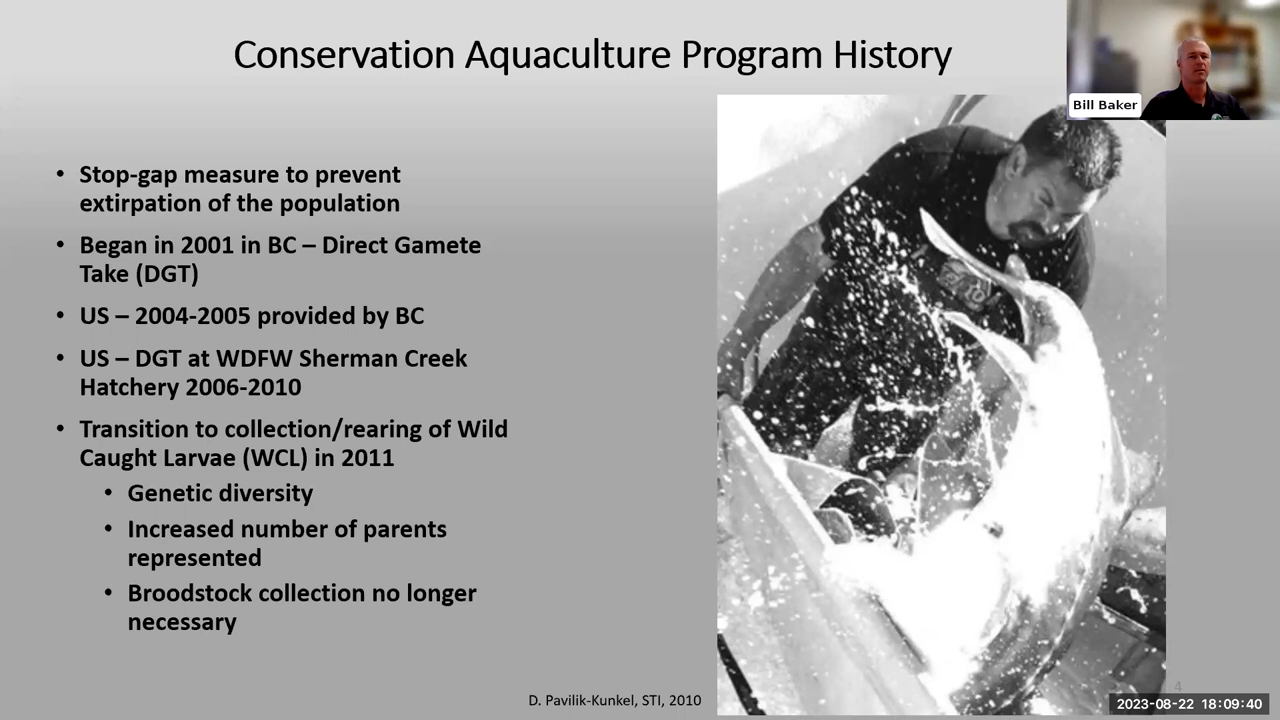 Conservation Aquaculture Program History
Bill Baker
• Stop-gap measure to prevent
extirpation of the population
• Began in 2001 in BC – Direct Gamete
Take (DGT)
• US – 2004-2005 provided by BC
• US – DGT at WDFW Sherman Creek
Hatchery 2006-2010
• Transition to collection/rearing of Wild
Caught Larvae (WCL) in 2011
• Genetic diversity
• Increased number of parents
represented
• Broodstock collection no longer
necessary
D. Pavilik-Kunkel, STI, 2010
4
2023-08-22 18:09:40